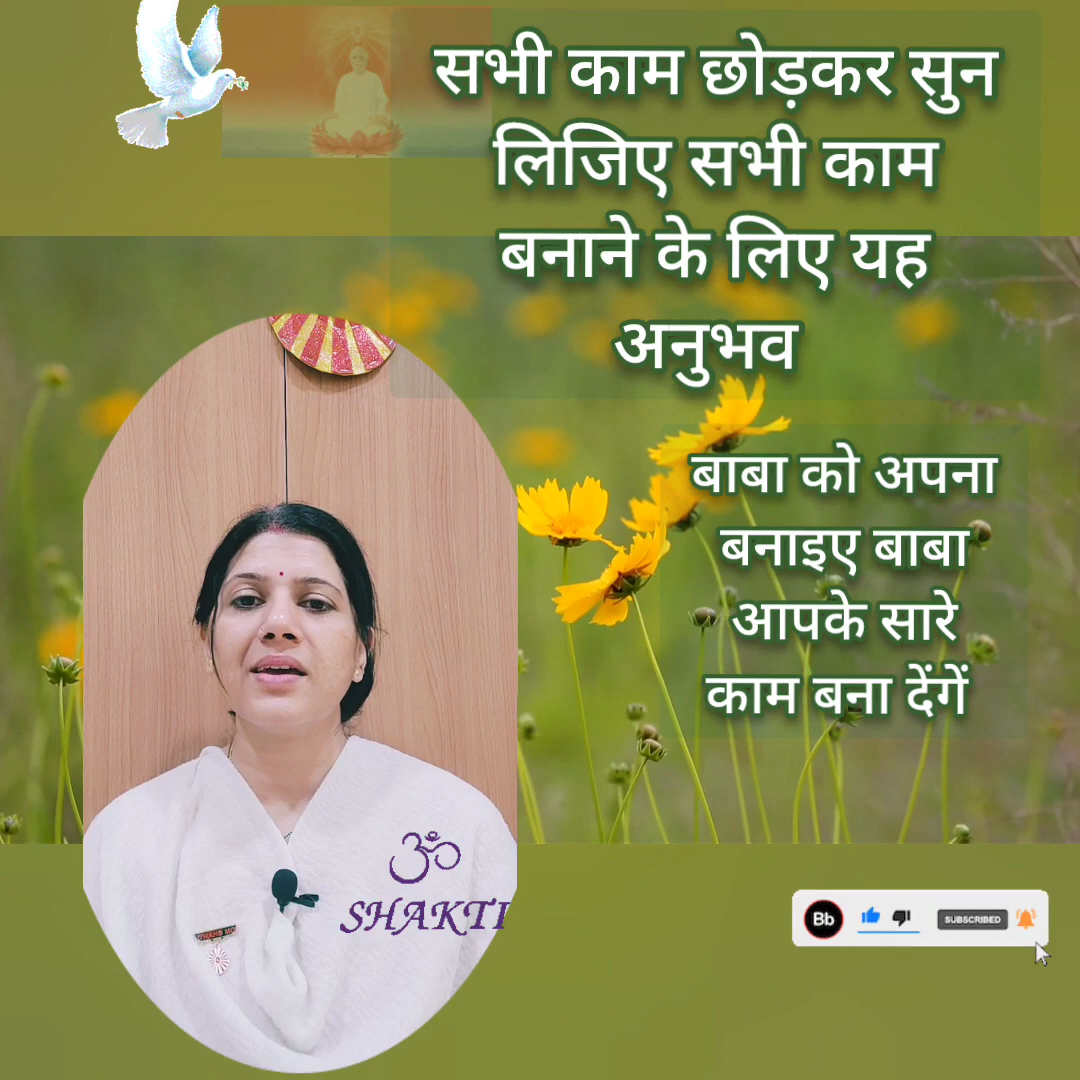 सभी काम छोड़कर सुन
लिजिए सभी काम
बनाने के लिए यह
अनुभव
बाबा को अपना
बनाइए बाबा
आपके सारे
काम बना देंगें
ॐ
SHAKTI
Bb
SUBSCRIBED